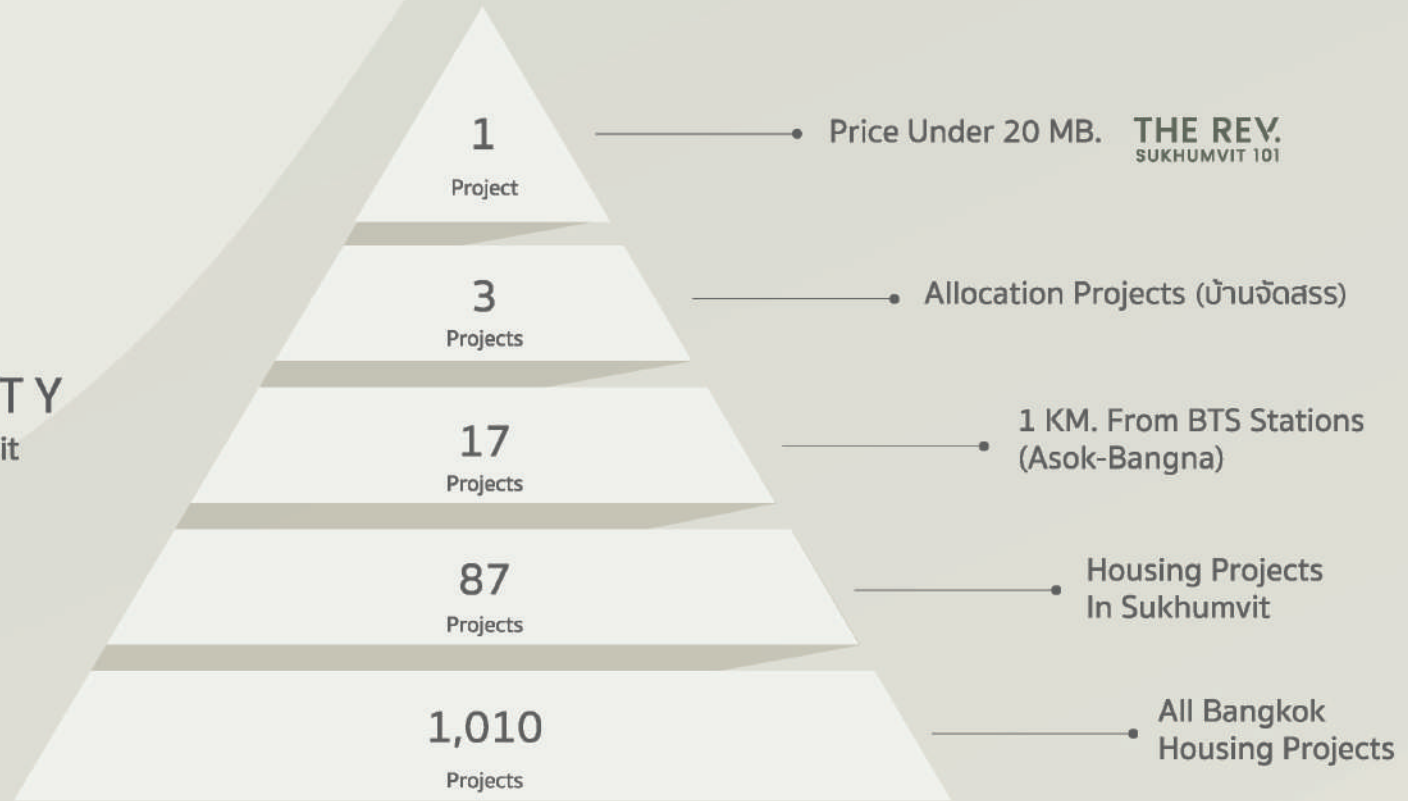 1
Project
Price Under 20 MB.
THE REV.
SUKHUMVIT 101
3
Projects
Allocation Projects (บ้านจัดสรร)
TY
it
17
Projects
1 KM. From BTS Stations
(Asok-Bangna)
87
Projects
Housing Projects
In Sukhumvit
1,010
Projects
All Bangkok
Housing Projects